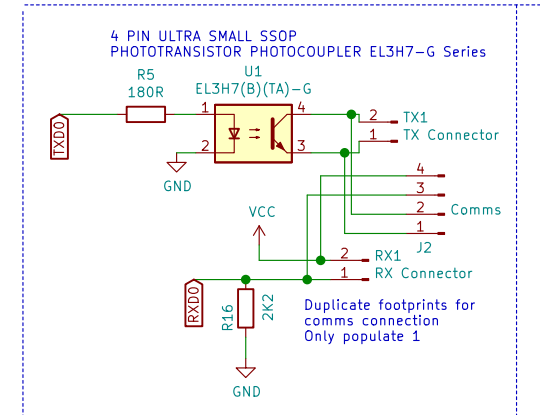 4 PIN ULTRA SMALL SSOP
PHOTOTRANSISTOR PHOTOCOUPLER EL3H7-G Series
U1
EL3H7(B)(TA)-G
R5
180R
1
4
2
3
TXD0
GND
2
TX1
1
TX Connector
4
3
2
1
Comms
J2
VCC
2
RX1
1
RX Connector
RXD0
R16
2K2
GND
Duplicate footprints for
comms connection
Only populate 1